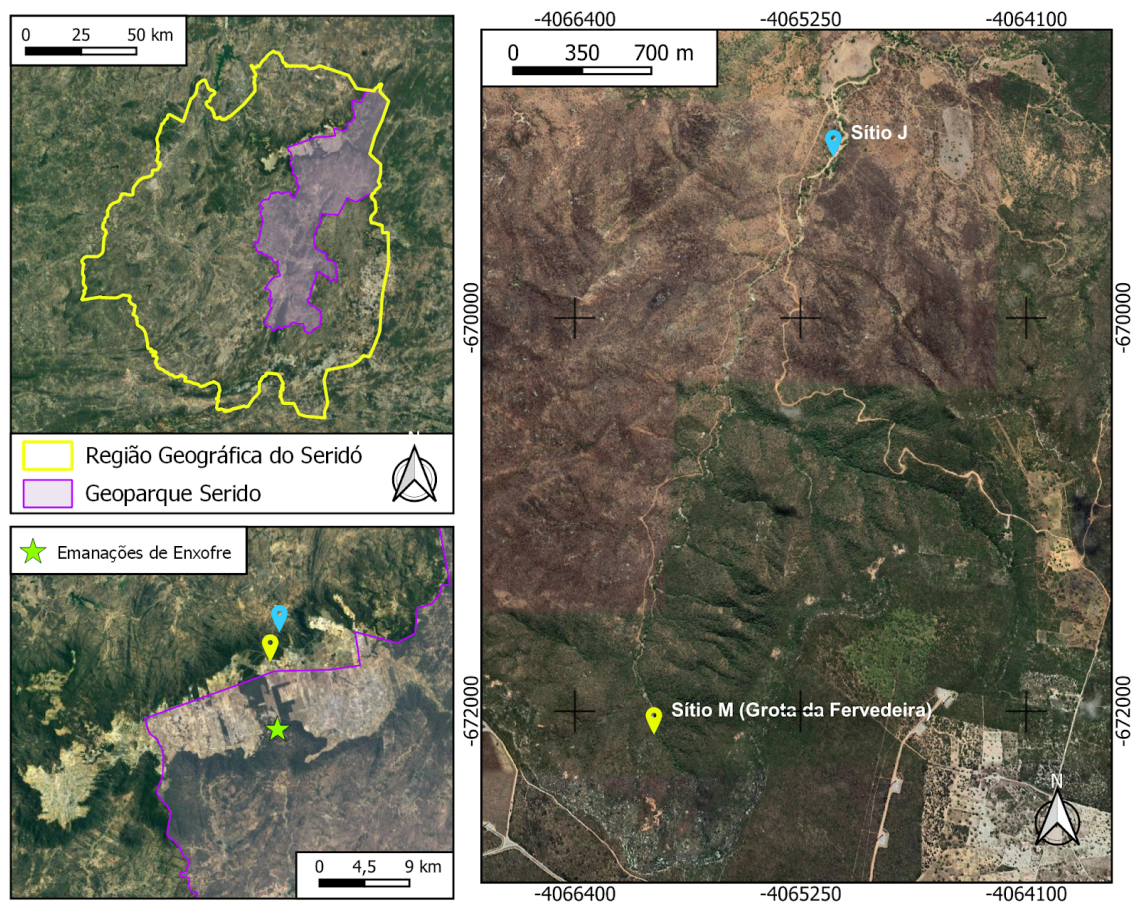 0 25 50 km
N
Região Geográfica do Seridó
Geoparque Serido
Emanações de Enxofre
0 4,5 9 km
-4066400 -4065250 -4064100
0 350 700 m
Sítio J
-670000 -670000
Sítio M (Grota da Fervedeira)
-672000 -672000
N
-4066400 -4065250 -4064100